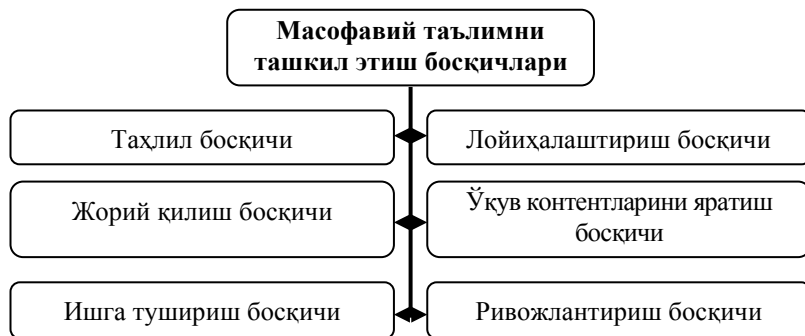 Масофавий таълимни
ташкил этиш босқичлари
Таҳлил босқичи
Лойиҳалаштириш босқичи
Жорий қилиш босқичи
Ўқув контентларини яратиш
босқичи
Ишга тушириш босқичи
Ривожлантириш босқичи